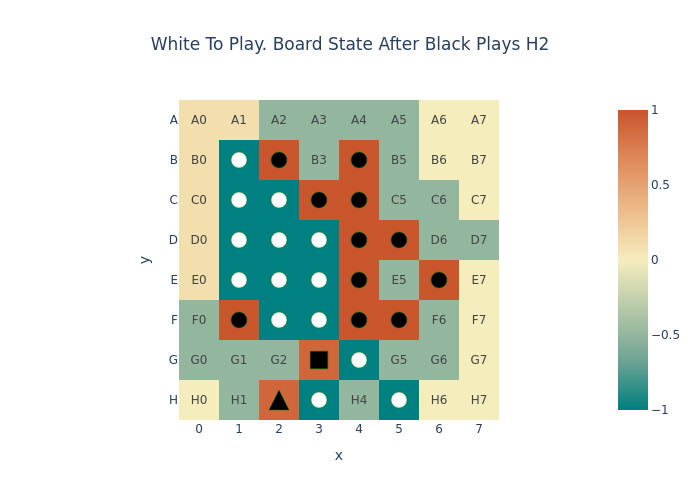 White To Play. Board State After Black Plays H2
A A0 A1 A2 A3 A4 A5 A6 A7
B B0 B3 B5 B6 B7
C C0 C5 C6 C7
D D0 D6 D7
E E0 E5 E7
F F0 F6 F7
G G0 G1 G2 G5 G6 G7
H H0 H1 H4 H6 H7
0 1 2 3 4 5 6 7
x
y
1
0.5
0
−0.5
−1